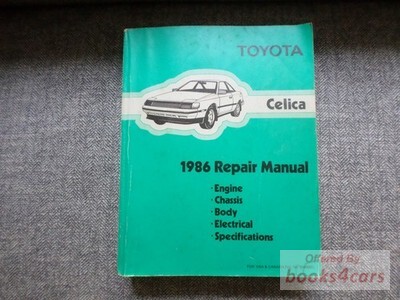 TOYOTA
Celica
1986 Repair Manual
· Engine
· Chassis
· Body
· Electrical
· Specifications
Offered By
books4cars